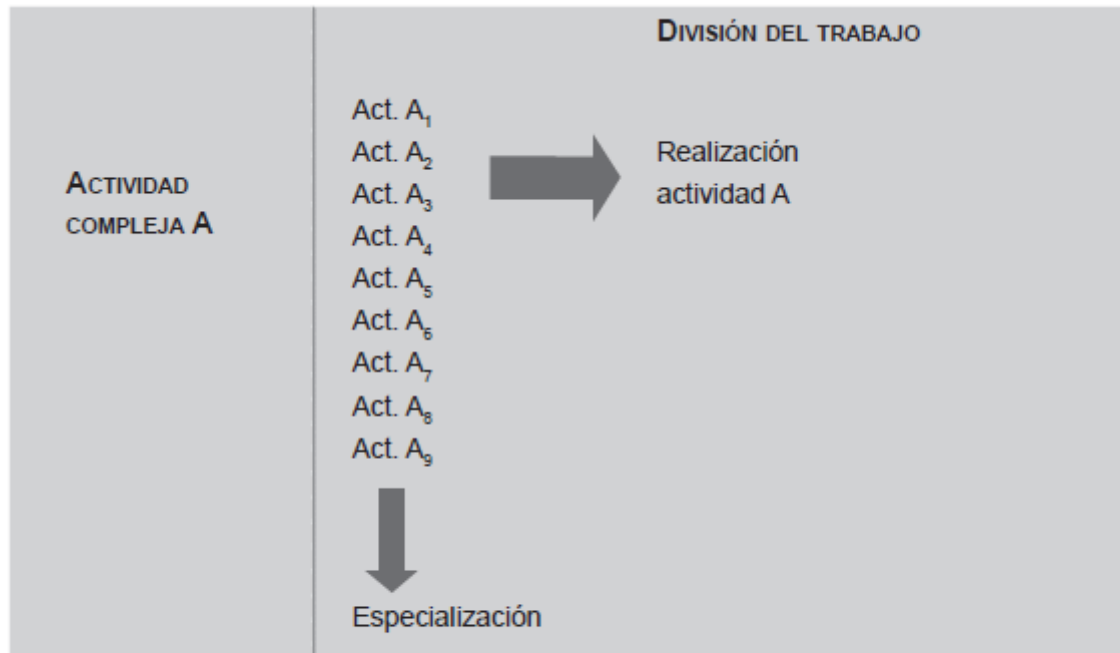 División del trabajo
Actividad
compleja A
Act. A₁
Act. A₂
Act. A₃
Act. A₄
Act. A₅
Act. A₆
Act. A₇
Act. A₈
Act. A₉
Realización
actividad A
Especialización